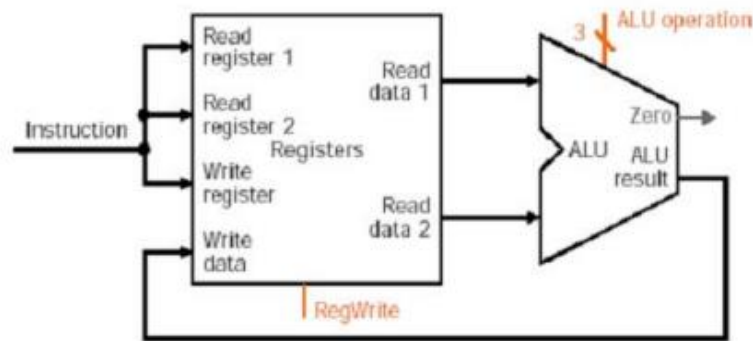 3
ALU operation
Read
register 1
Read
data 1
Read
register 2
Instruction
Registers
Write
register
Write
data
Read
data 2
RegWrite
Zero
ALU
ALU
result